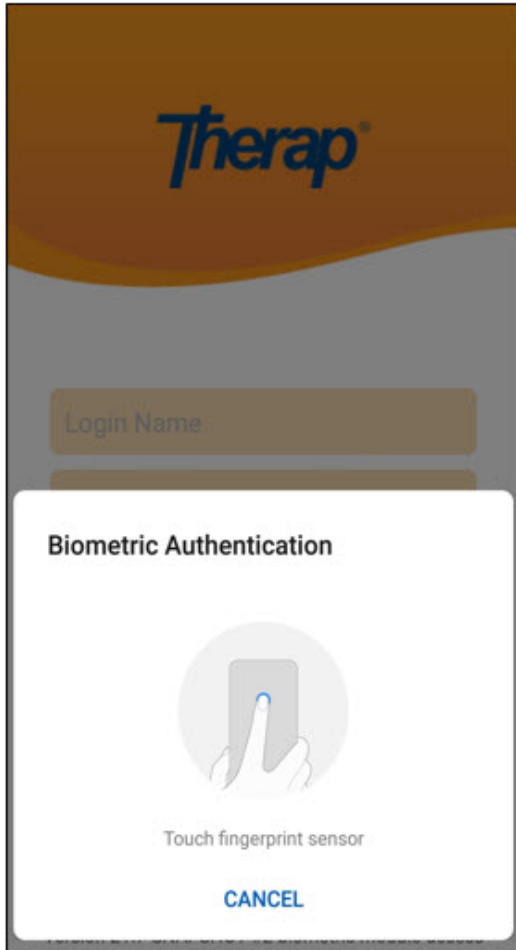 Therap®
Login Name
Biometric Authentication
Touch fingerprint sensor
CANCEL